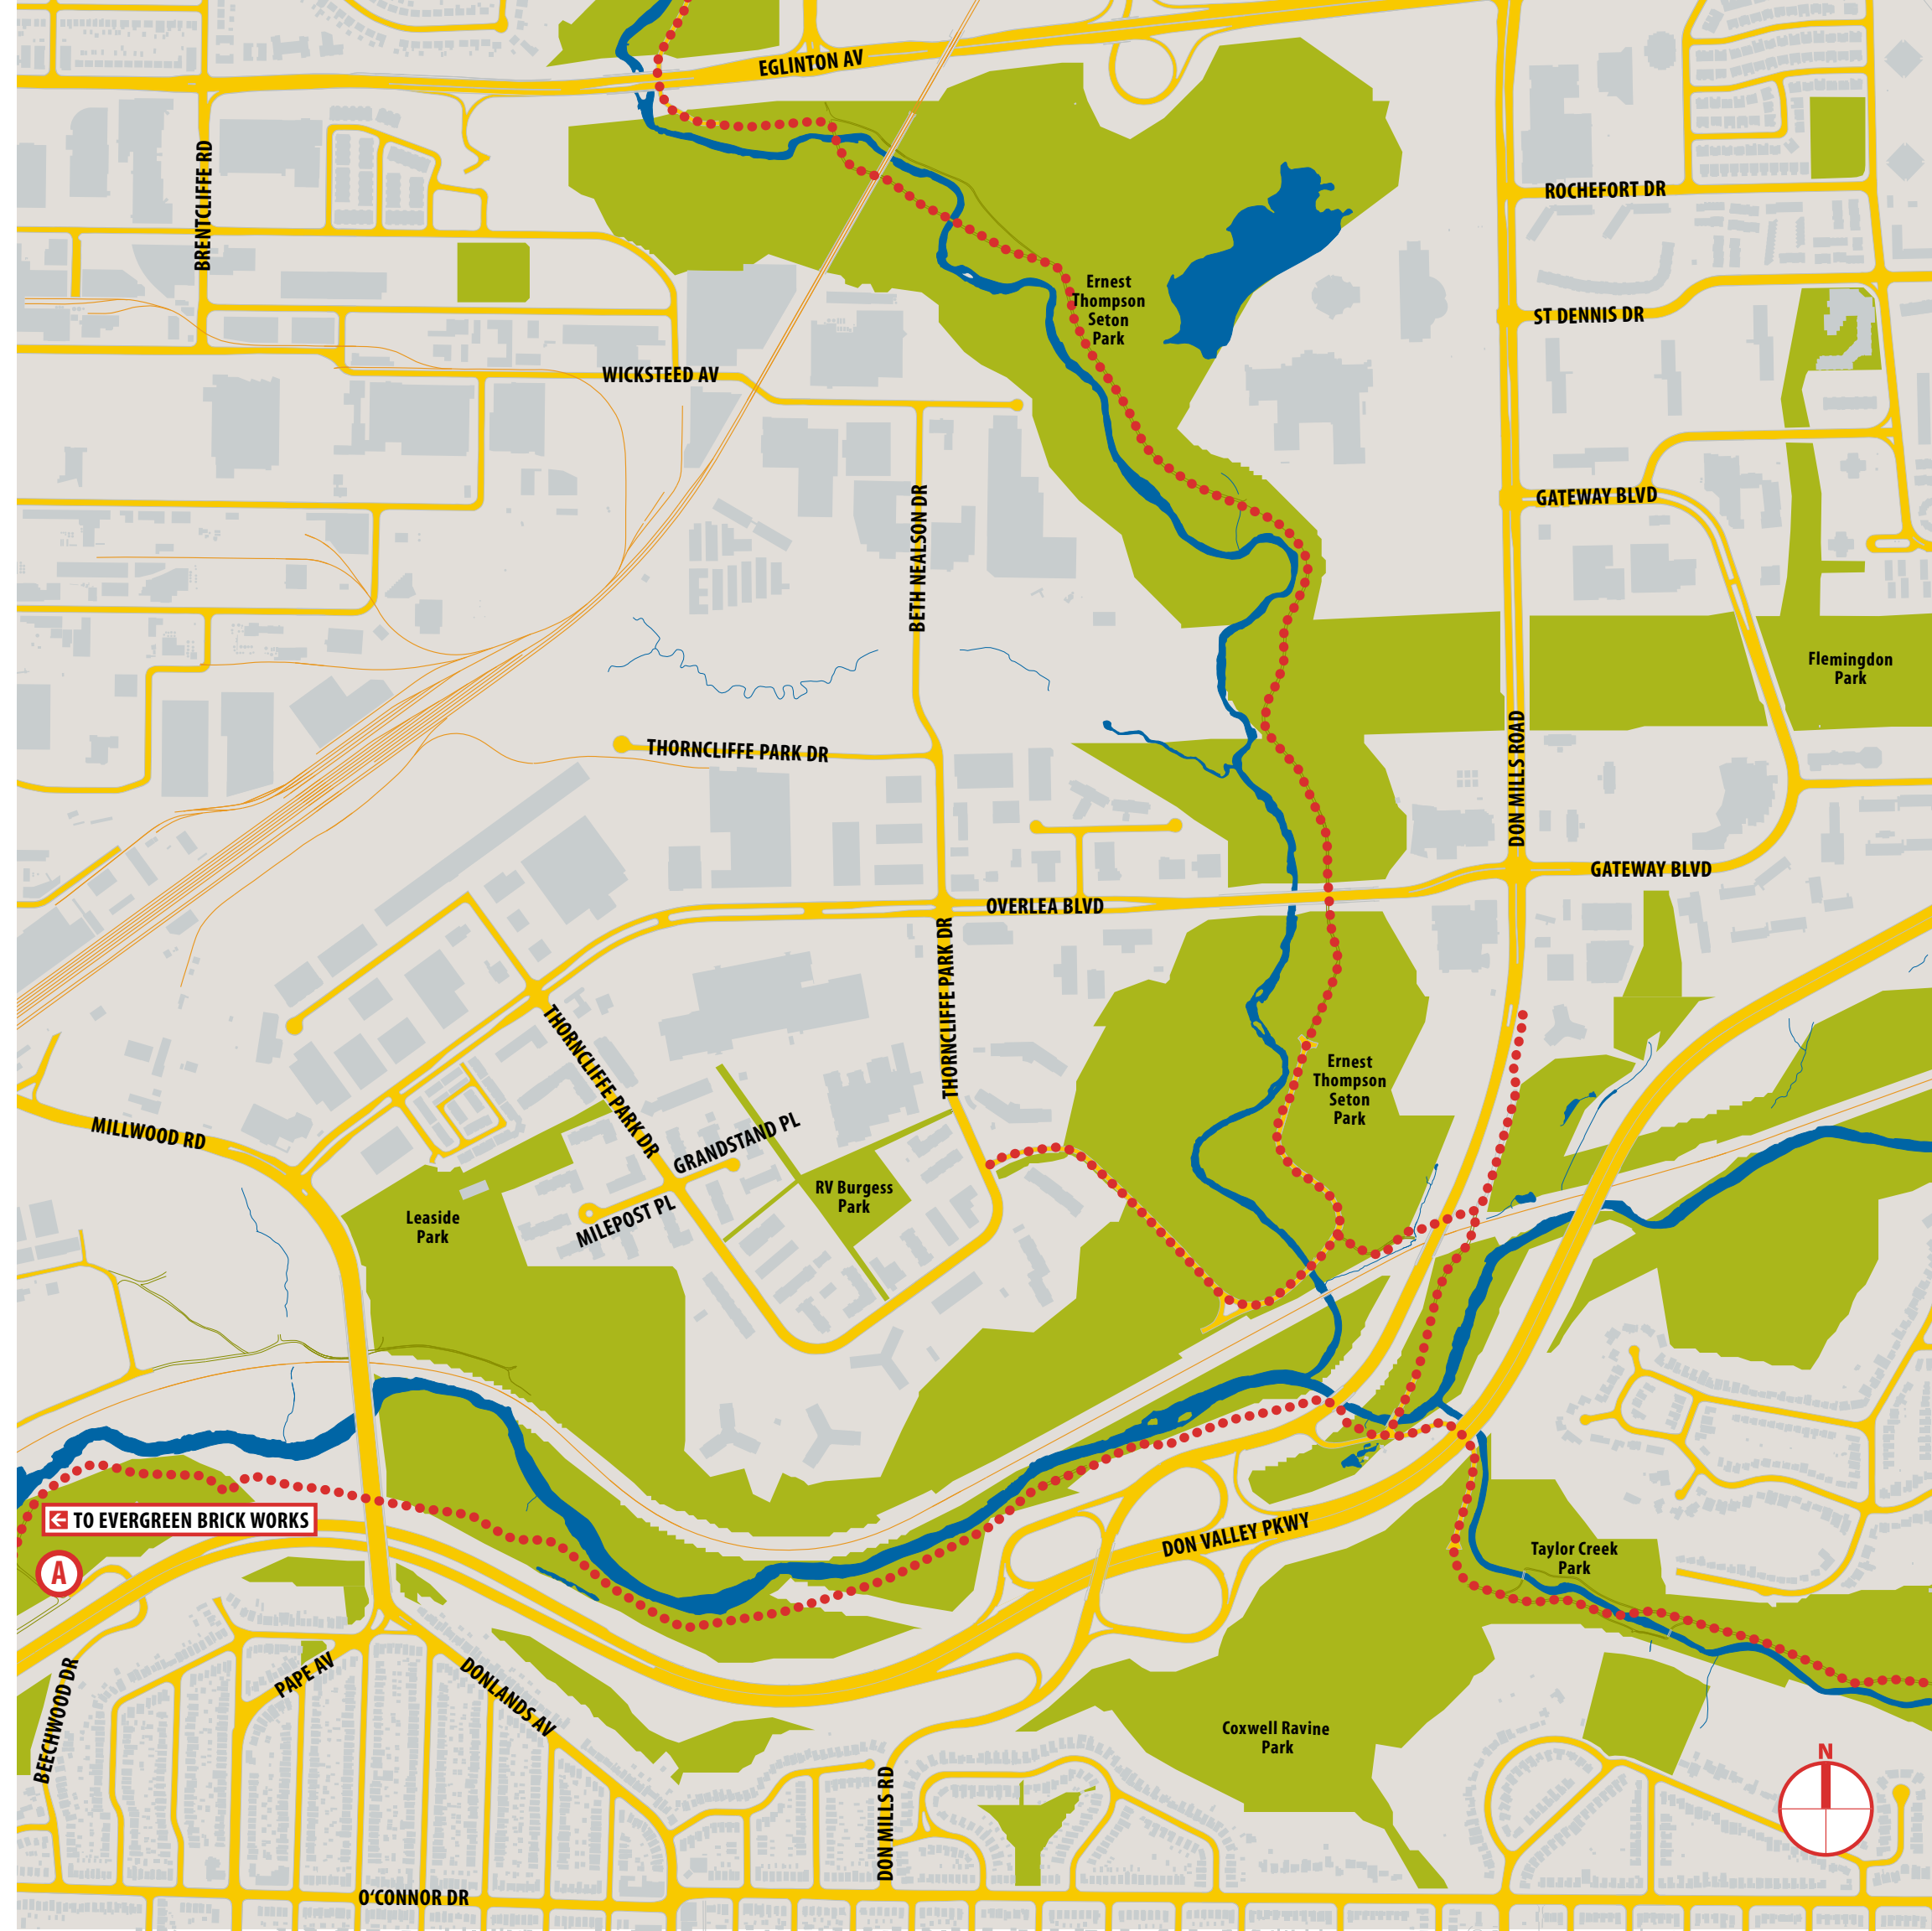 EGLINTON AV
BRENTCLIFFE RD
ROCHEFORT DR
Ernest
Thompson
Seton
Park
ST DENNIS DR
WICKSTEED AV
GATEWAY BLVD
BETH NEALSON DR
Flemingdon
Park
THORNCLIFFE PARK DR
DON MILLS ROAD
GATEWAY BLVD
OVERLEA BLVD
THORNCLIFFE PARK DR
THORNCLIFFE PARK DR
Ernest
Thompson
Seton
Park
MILLWOOD RD
GRANDSTAND PL
RV Burgess
Park
MILEPOST PL
Leaside
Park
TO EVERGREEN BRICK WORKS
A
DON VALLEY PKWY
Taylor Creek
Park
BEECHWOOD DR
PAPE AV
DONLANDS AV
Coxwell Ravine
Park
N
DON MILLS RD
O'CONNOR DR